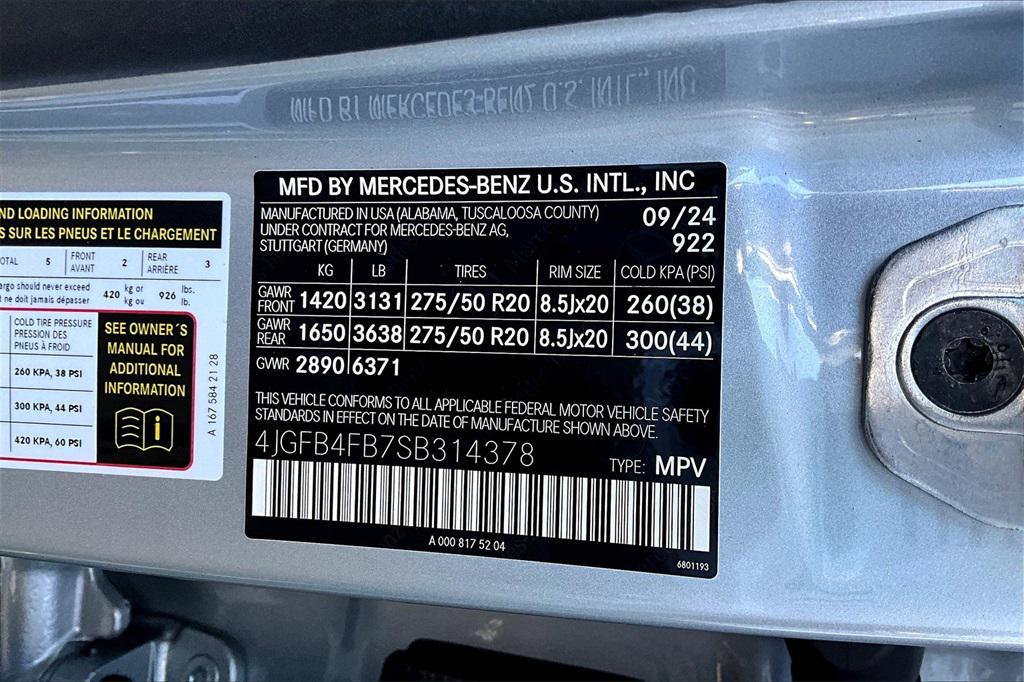 MFD BY MERCEDES-BENZ U.S. INTL., INC
MFD BY MERCEDES-BENZ U.S. INTL., INC
MANUFACTURED IN USA (ALABAMA, TUSCALOOSA COUNTY) 09/24
UNDER CONTRACT FOR MERCEDES-BENZ AG,
STUTTGART (GERMANY) 922
KG LB TIRES RIM SIZE COLD KPA (PSI)
GAWR FRONT 1420 3131 275/50 R20 8.5Jx20 260(38)
GAWR REAR 1650 3638 275/50 R20 8.5Jx20 300(44)
GVWR 2890 6371
THIS VEHICLE CONFORMS TO ALL APPLICABLE FEDERAL MOTOR VEHICLE SAFETY
STANDARDS IN EFFECT ON THE DATE OF MANUFACTURE SHOWN ABOVE.
4JGFB4FB7SB314378
TYPE: MPV
A 000 817 52 04
6801193
LOADING INFORMATION
SUR LES PNEUS ET LE CHARGEMENT
5 FRONT AVANT 2 REAR ARRIÈRE 3
should never exceed 420 kg or 926 lbs.
ne doit jamais dépasser kg ou lb.
COLD TIRE PRESSURE
PRESSION DES
PNEUS À FROID
260 KPA, 38 PSI
300 KPA, 44 PSI
420 KPA, 60 PSI
SEE OWNER´S
MANUAL FOR
ADDITIONAL
INFORMATION
i
A 167 584 21 28